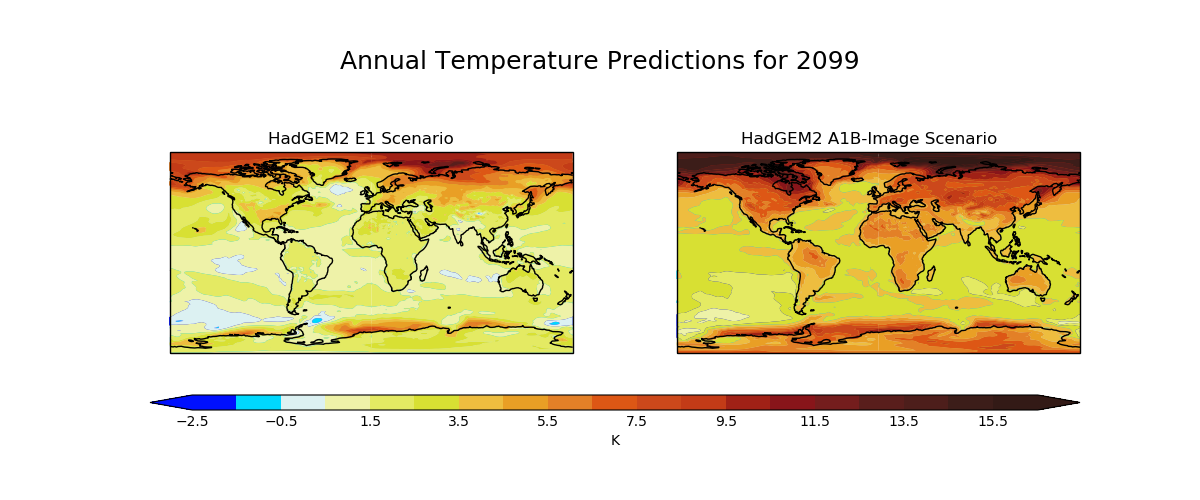 Annual Temperature Predictions for 2099
HadGEM2 E1 Scenario
HadGEM2 A1B-Image Scenario
−2.5 −0.5 1.5 3.5 5.5 7.5 9.5 11.5 13.5 15.5
K